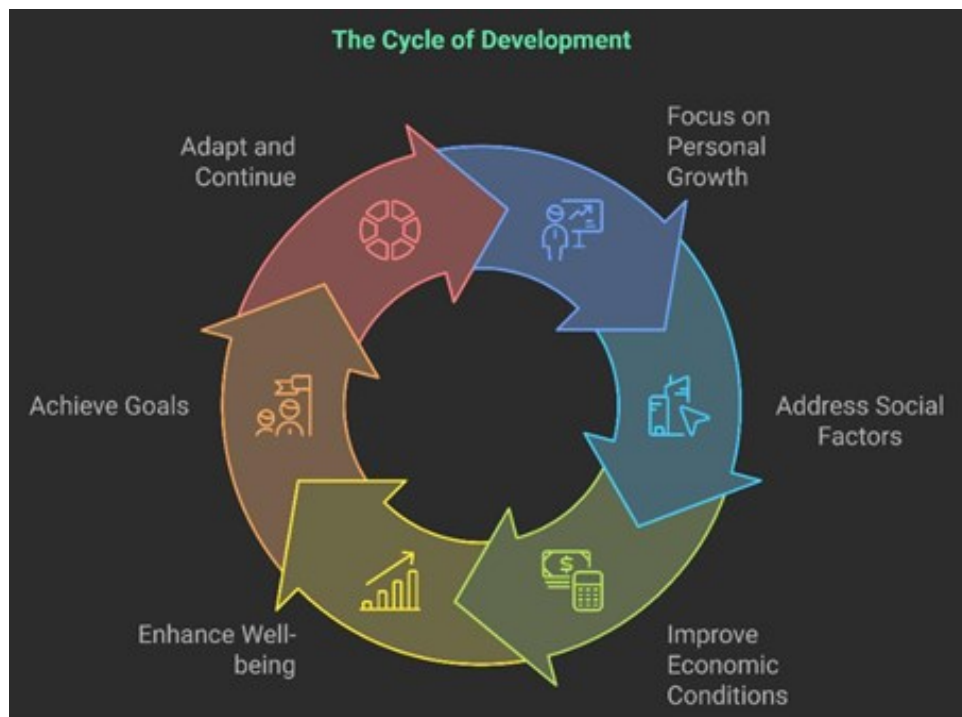 The Cycle of Development
Focus on
Personal
Growth
Address Social
Factors
Improve
Economic
Conditions
Enhance Well-
being
Achieve Goals
Adapt and
Continue
$